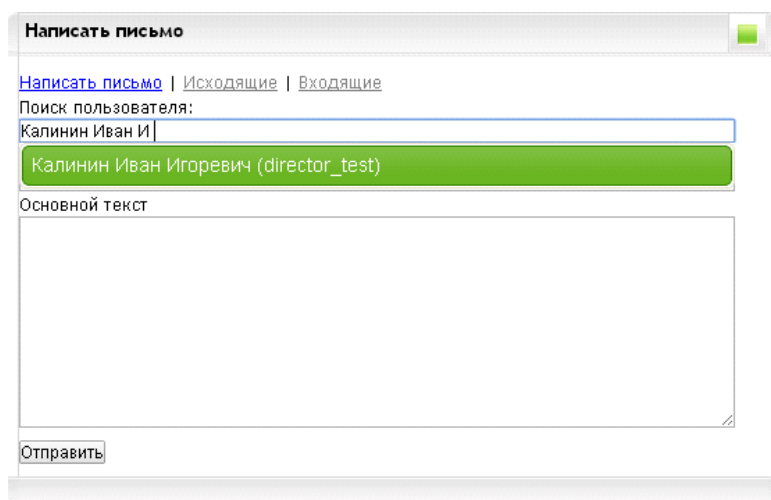 Написать письмо
Написать письмо | Исходящие | Входящие
Поиск пользователя:
Калинин Иван И
Калинин Иван Игоревич (director_test)
Основной текст
Отправить